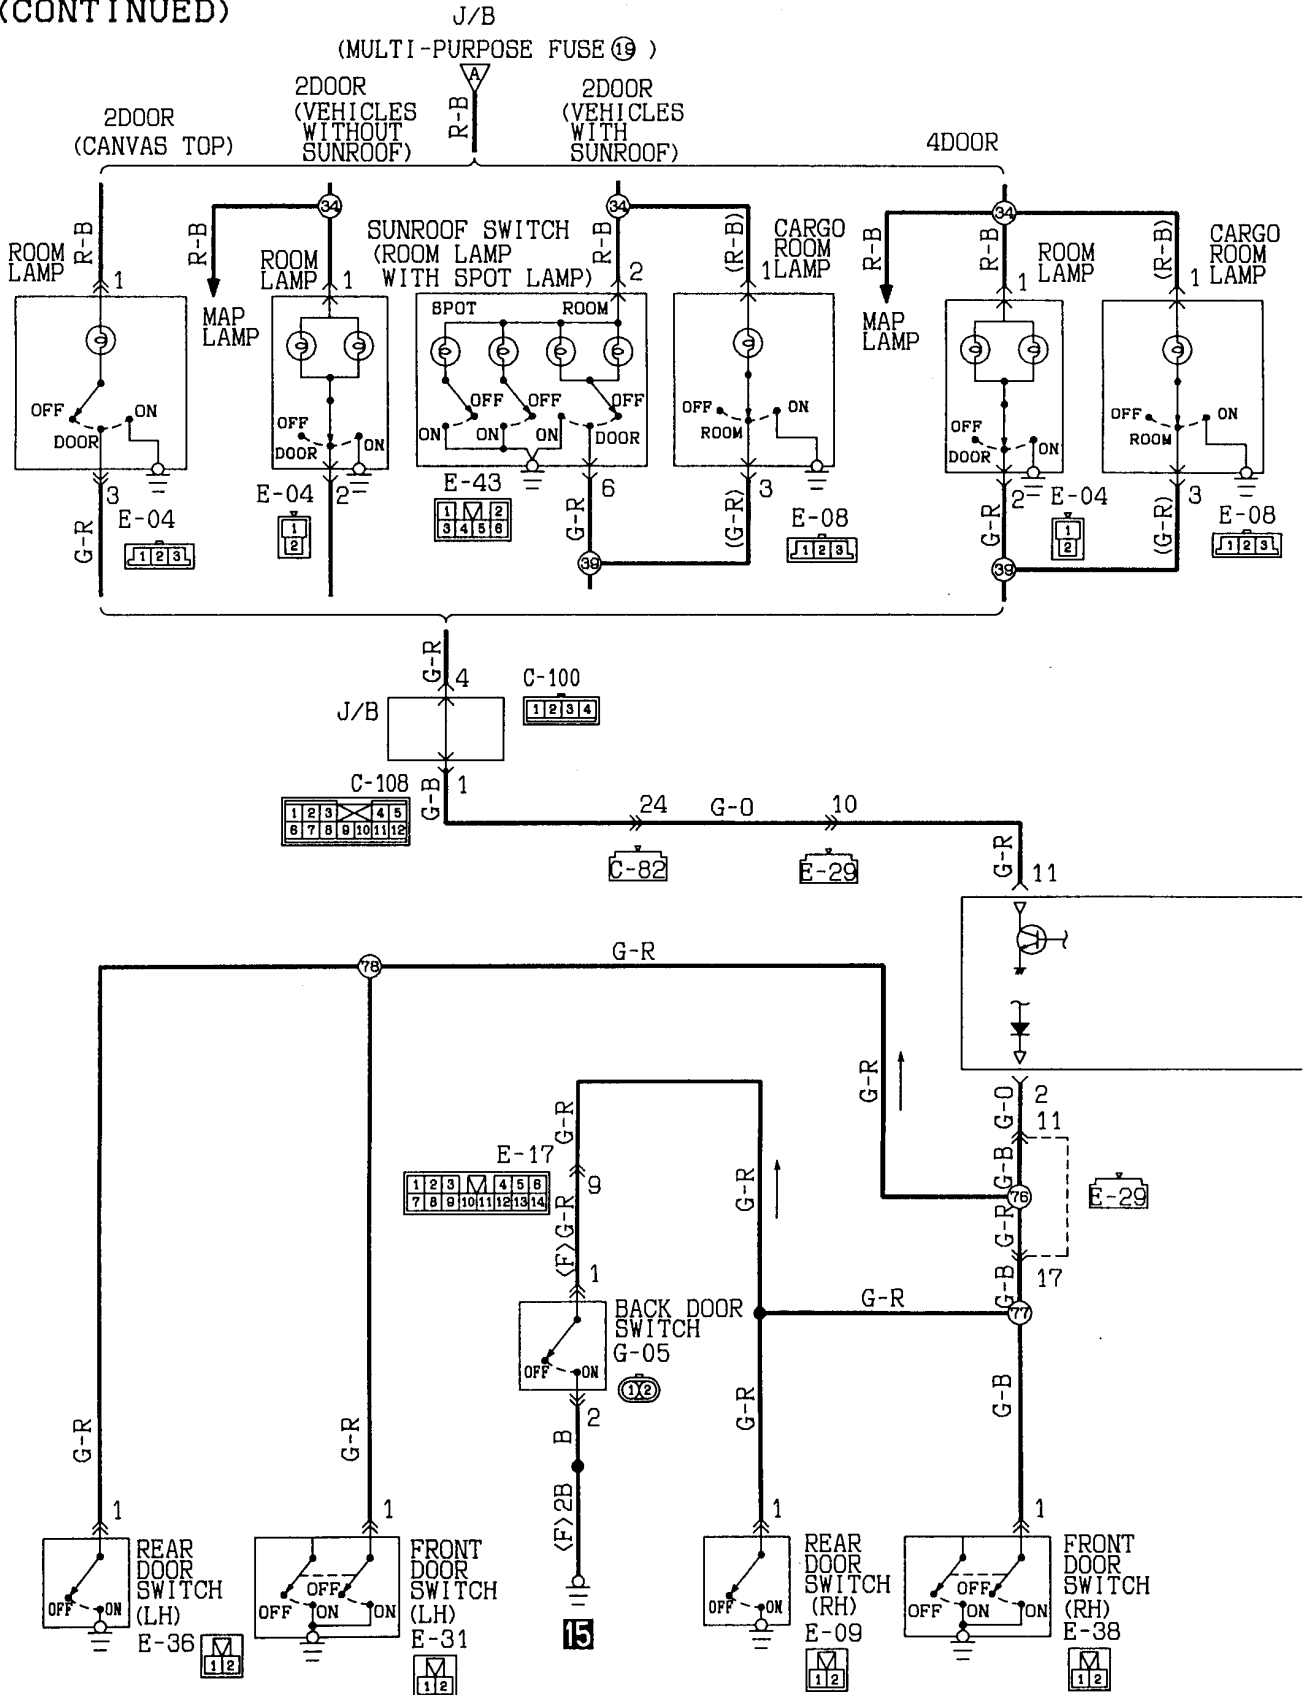 (CONTINUED)
J/B
(MULTI-PURPOSE FUSE 19 )
A
R-B
2DOOR
(CANVAS TOP)
2DOOR
(VEHICLES
WITHOUT
SUNROOF)
2DOOR
(VEHICLES
WITH
SUNROOF)
4DOOR
R-B
ROOM
LAMP
1
OFF
ON
DOOR
3
G-R
E-04
1 2 3
34
R-B
MAP
LAMP
ROOM
LAMP
1
OFF
DOOR
ON
E-04
2
1
2
34
SUNROOF SWITCH
(ROOM LAMP
WITH SPOT LAMP)
R-B
2
SPOT
ROOM
OFF
OFF
OFF
ON
ON
ON
DOOR
E-43
1 2
3 4 5 6
6
G-R
39
(R-B)
CARGO
ROOM
LAMP
1
OFF
ON
ROOM
3
(G-R)
E-08
1 2 3
34
R-B
MAP
LAMP
R-B
ROOM
LAMP
1
OFF
DOOR
ON
2
E-04
G-R
1
2
39
(R-B)
CARGO
ROOM
LAMP
1
OFF
ON
ROOM
3
(G-R)
E-08
1 2 3
G-R
4
C-100
1 2 3 4
J/B
C-108
1 2 3 4 5
6 7 8 9 10 11 12
G-B
1
24
G-O
10
C-82
E-29
G-R
11
G-R
78
G-R
G-O
2
11
G-B
76
E-29
G-R
17
G-B
77
G-R
E-17
1 2 3 4 5 6
7 8 9 10 11 12 13 14
9
<F>G-R
G-R
1
BACK DOOR
SWITCH
G-05
1 2
OFF
ON
2
B
<F>2B
15
G-R
G-R
G-B
G-R
1
REAR
DOOR
SWITCH
(LH)
E-36
OFF
ON
1 2
G-R
1
FRONT
DOOR
SWITCH
(LH)
E-31
OFF
OFF
ON
ON
1 2
1
REAR
DOOR
SWITCH
(RH)
E-09
OFF
ON
1 2
1
FRONT
DOOR
SWITCH
(RH)
E-38
OFF
OFF
ON
ON
1 2